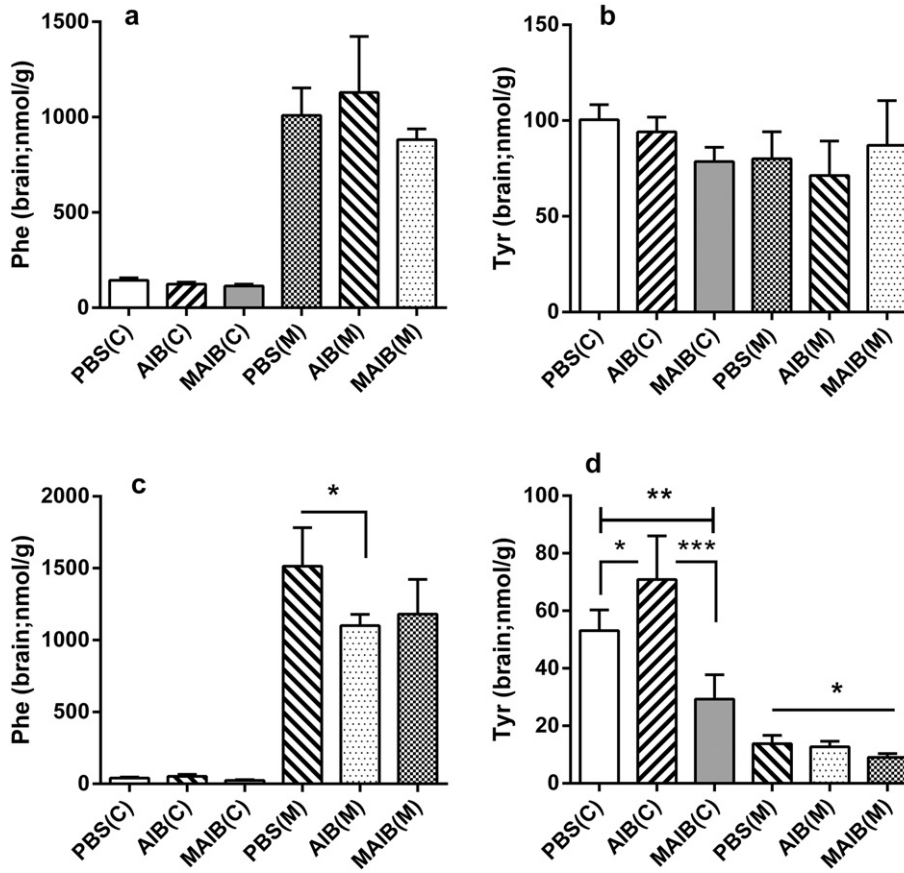 a
Phe (brain;nmol/g)
1500
1000
500
0
PBS(C)
AIB(C)
MAIB(C)
PBS(M)
AIB(M)
MAIB(M)
b
Tyr (brain;nmol/g)
150
100
50
0
PBS(C)
AIB(C)
MAIB(C)
PBS(M)
AIB(M)
MAIB(M)
c
Phe (brain;nmol/g)
2000
1500
1000
500
0
*
PBS(C)
AIB(C)
MAIB(C)
PBS(M)
AIB(M)
MAIB(M)
d
Tyr (brain;nmol/g)
100
80
60
40
20
0
**
* ***
*
PBS(C)
AIB(C)
MAIB(C)
PBS(M)
AIB(M)
MAIB(M)